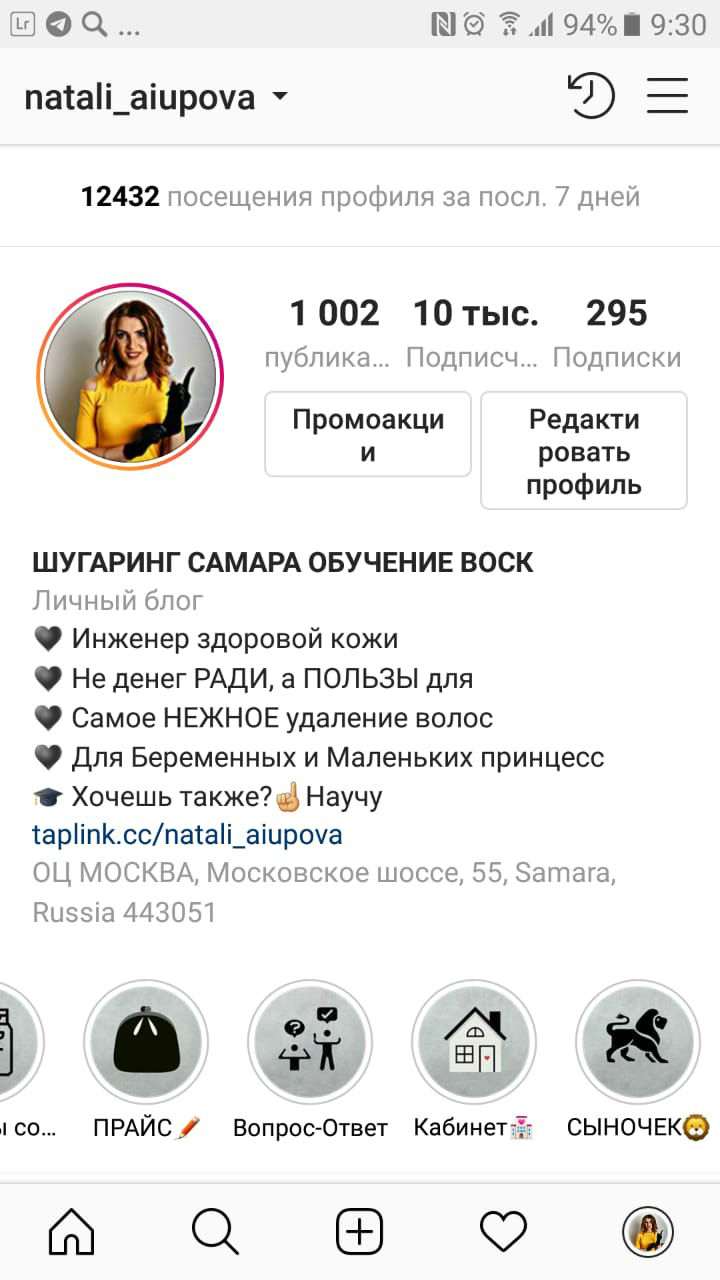 Lr ... 94% 9:30
natali_aiupova
12432 посещения профиля за посл. 7 дней
1 002 10 тыс. 295
публика... Подписч... Подписки
Промоакци
и
Редакти
ровать
профиль
ШУГАРИНГ САМАРА ОБУЧЕНИЕ ВОСК
Личный блог
🖤 Инженер здоровой кожи
🖤 Не денег РАДИ, а ПОЛЬЗЫ для
🖤 Самое НЕЖНОЕ удаление волос
🖤 Для Беременных и Маленьких принцесс
🎓 Хочешь также?☝🏼Научу
taplink.cc/natali_aiupova
ОЦ МОСКВА, Московское шоссе, 55, Samara,
Russia 443051
ы со... ПРАЙС🖍 Вопрос-Ответ Кабинет🏩 СЫНОЧЕК🦁